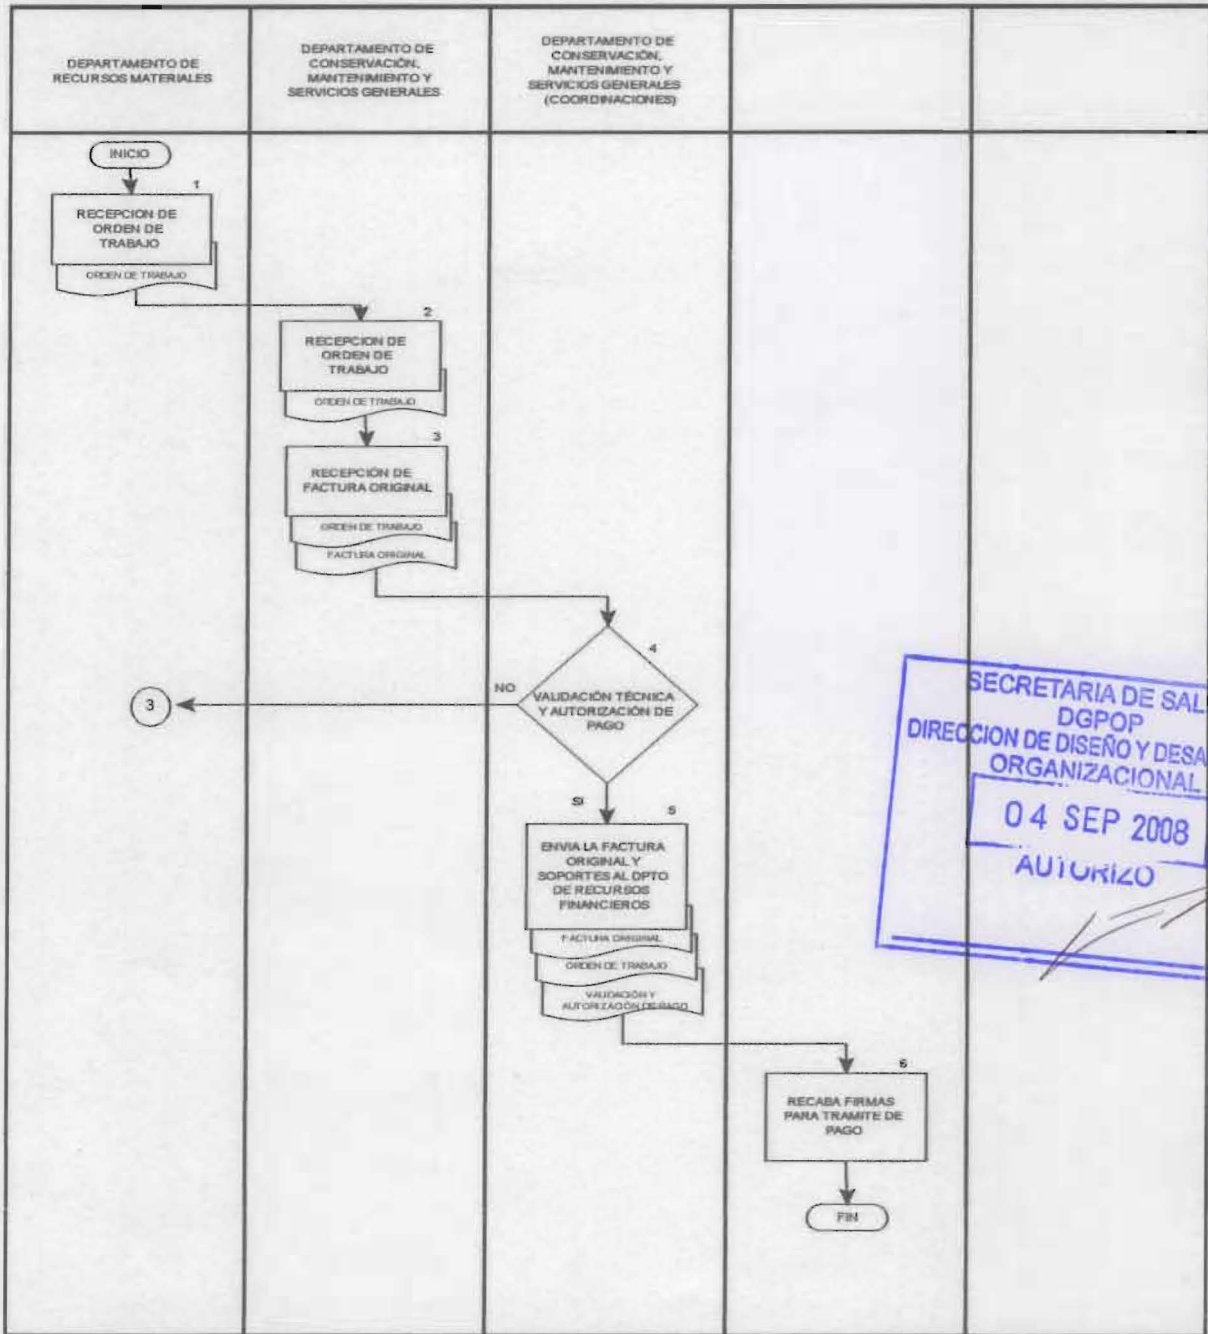 DEPARTAMENTO DE
RECURSOS MATERIALES
DEPARTAMENTO DE
CONSERVACIÓN,
MANTENIMIENTO Y
SERVICIOS GENERALES
DEPARTAMENTO DE
CONSERVACIÓN,
MANTENIMIENTO Y
SERVICIOS GENERALES
(COORDINACIONES)
INICIO
1
RECEPCION DE
ORDEN DE
TRABAJO
ORDEN DE TRABAJO
2
RECEPCION DE
ORDEN DE
TRABAJO
ORDEN DE TRABAJO
3
RECEPCIÓN DE
FACTURA ORIGINAL
ORDEN DE TRABAJO
FACTURA ORIGINAL
4
VALIDACIÓN TÉCNICA
Y AUTORIZACIÓN DE
PAGO
NO
3
SI
5
ENVIA LA FACTURA
ORIGINAL Y
SOPORTES AL DPTO
DE RECURSOS
FINANCIEROS
FACTURA ORIGINAL
ORDEN DE TRABAJO
VALIDACIÓN Y
AUTORIZACIÓN DE PAGO
6
RECABA FIRMAS
PARA TRAMITE DE
PAGO
FIN
SECRETARIA DE SAL
DGPOP
DIRECCION DE DISEÑO Y DESA
ORGANIZACIONAL
04 SEP 2008
AUTORIZO